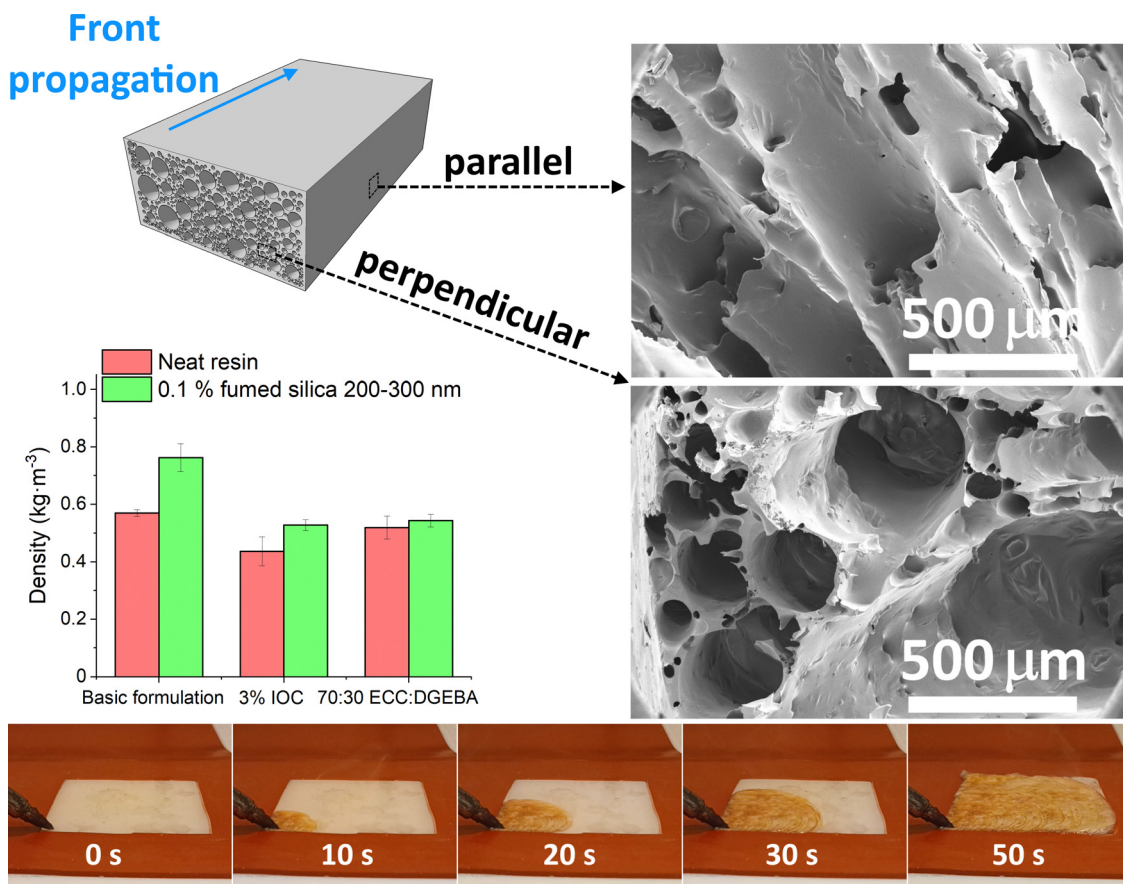 Front
propagation
parallel
perpendicular
500 µm
500 µm
Neat resin
0.1 % fumed silica 200-300 nm
Density (kg·m⁻³)
1.0
0.8
0.6
0.4
0.2
0
Basic formulation
3% IOC
70:30 ECC:DGEBA
0 s
10 s
20 s
30 s
50 s